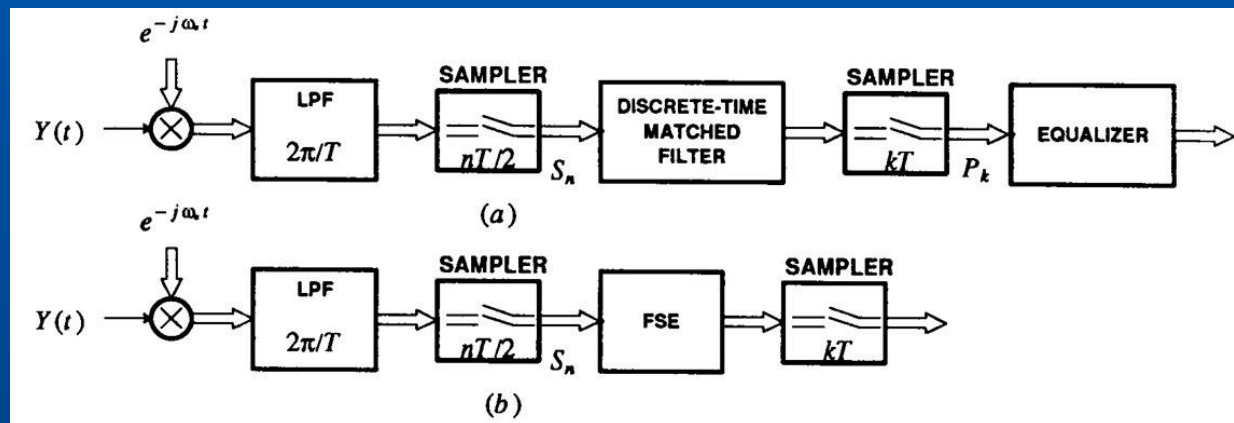 e^{-jω_c t}
SAMPLER
SAMPLER
LPF
DISCRETE-TIME
MATCHED
FILTER
Y(t)
EQUALIZER
2π/T
nT/2
kT
S_n
P_k
(a)
e^{-jω_c t}
SAMPLER
SAMPLER
LPF
Y(t)
FSE
2π/T
nT/2
kT
S_n
(b)